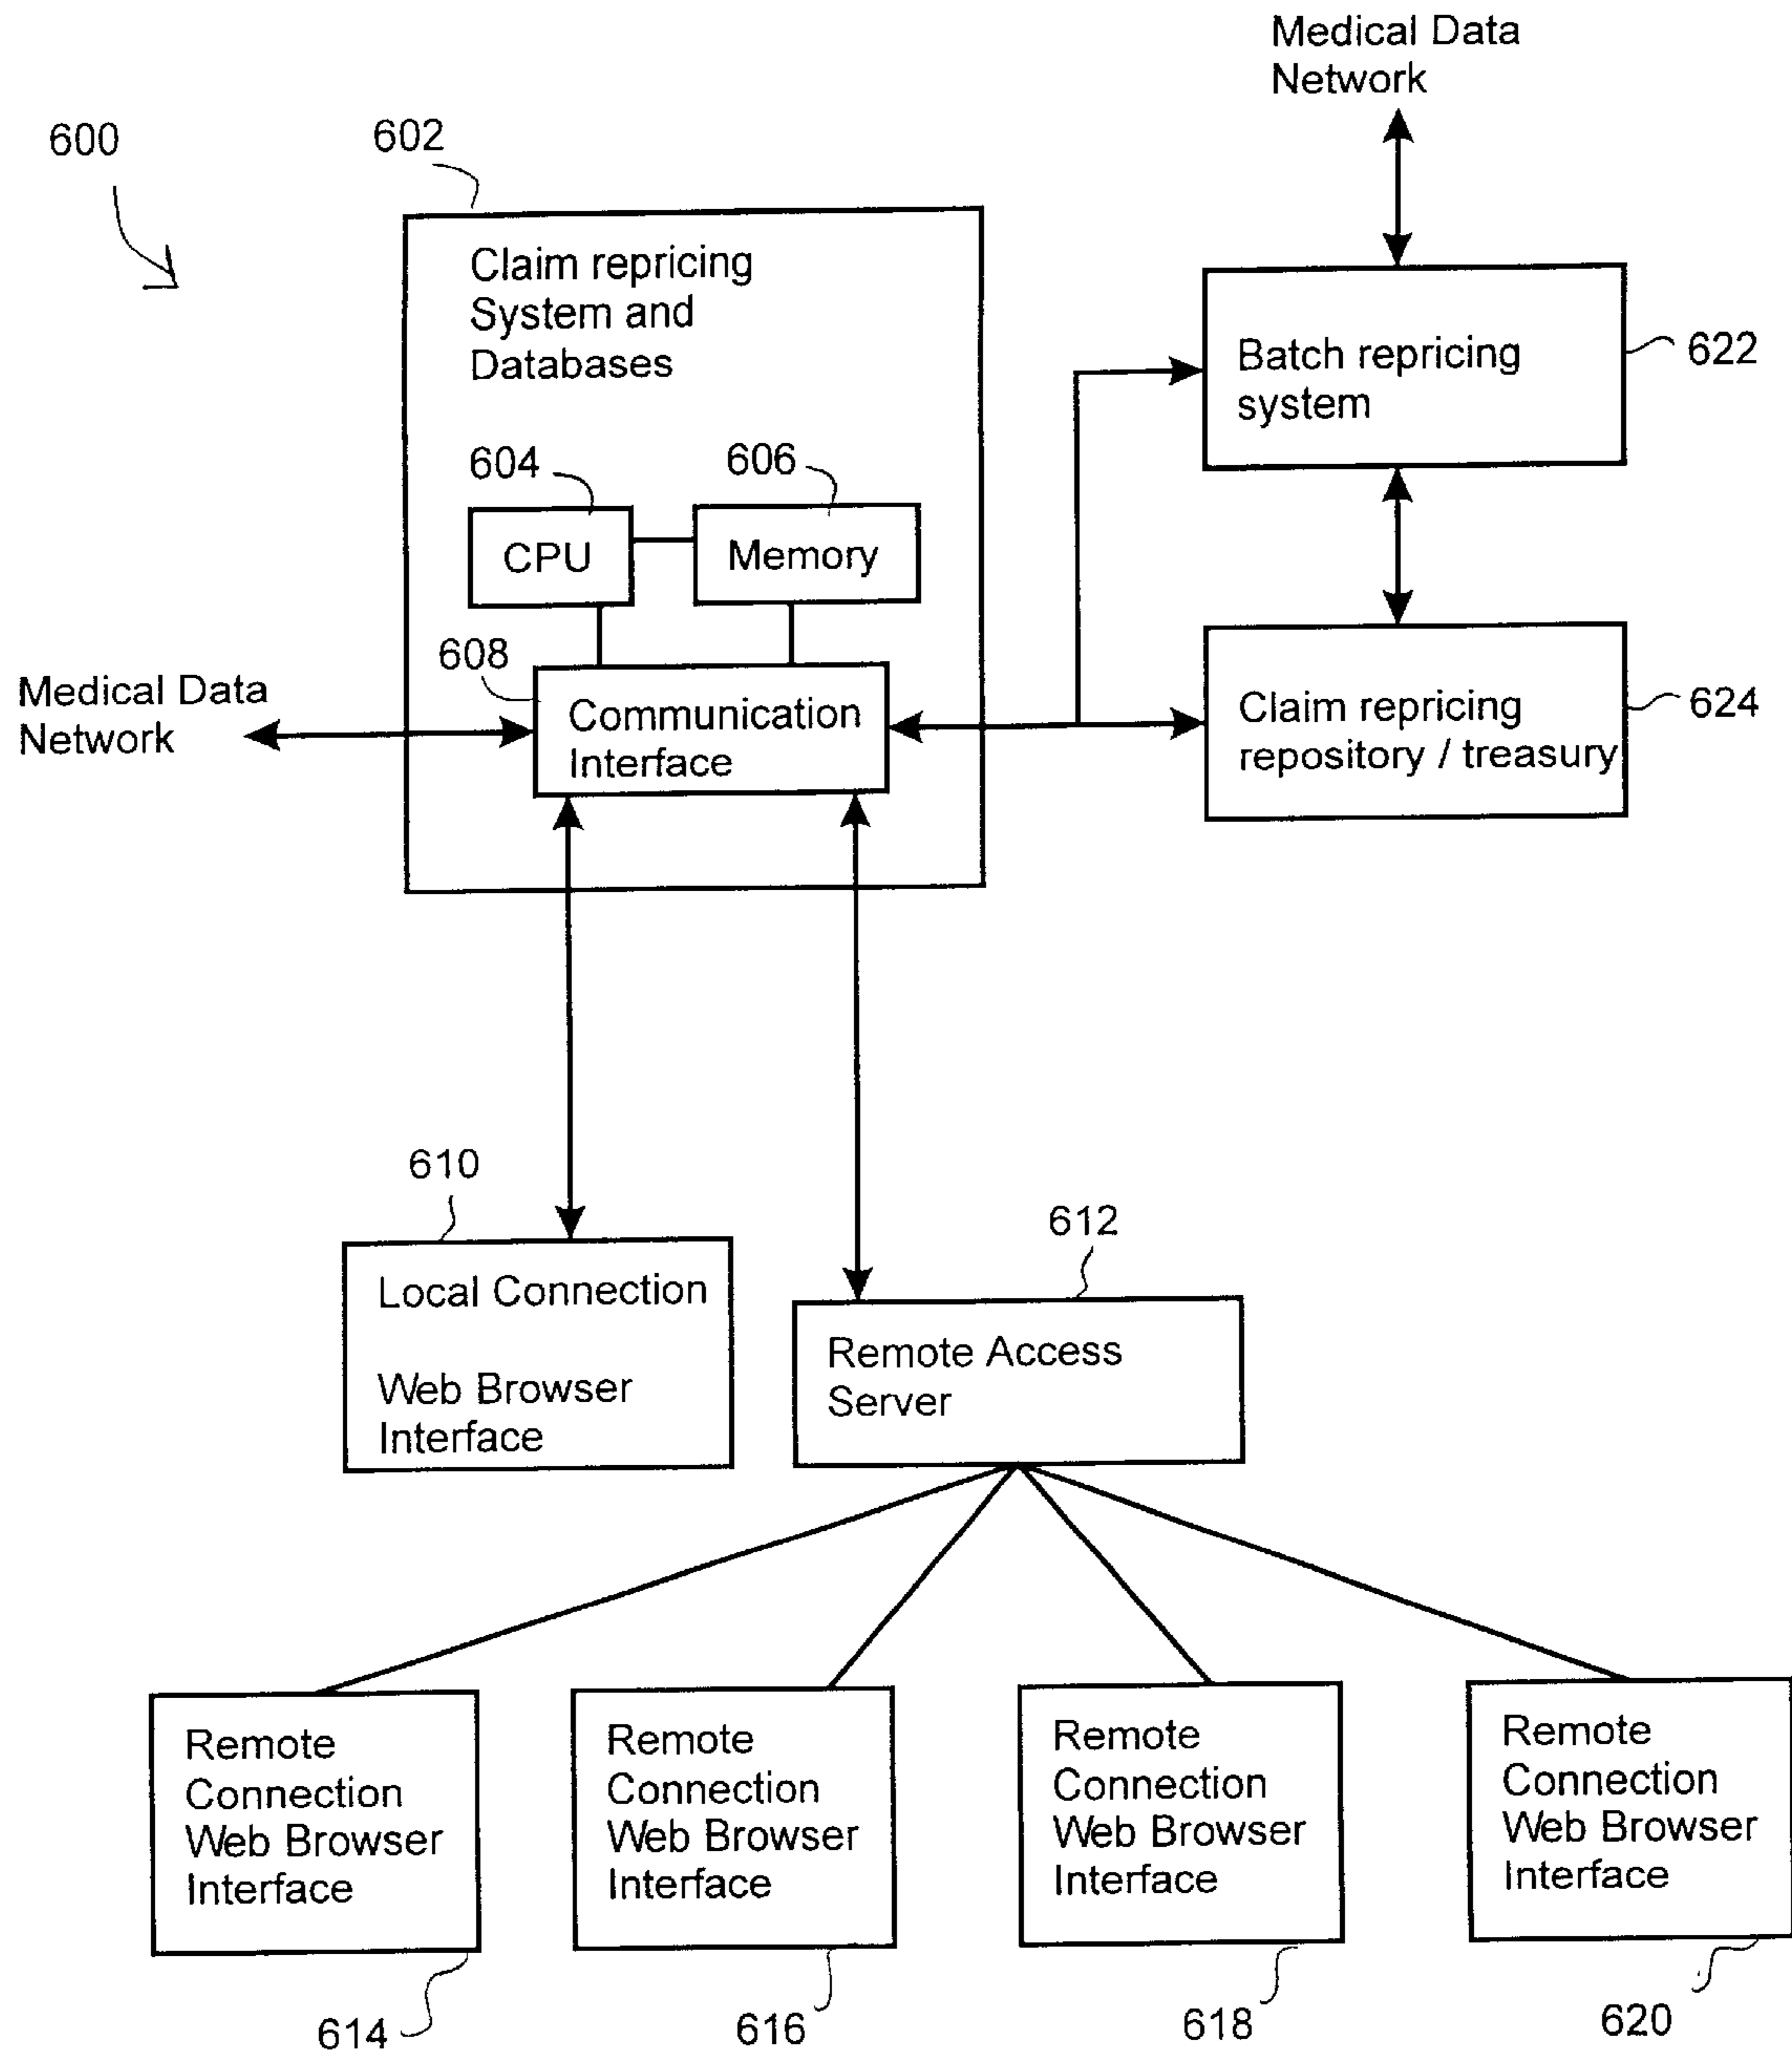 Medical Data
Network
600
602
Claim repricing
System and
Databases
Batch repricing
system
622
604
606
CPU
Memory
608
Communication
Interface
Medical Data
Network
Claim repricing
repository / treasury
624
610
612
Local Connection
Web Browser
Interface
Remote Access
Server
Remote
Connection
Web Browser
Interface
Remote
Connection
Web Browser
Interface
Remote
Connection
Web Browser
Interface
Remote
Connection
Web Browser
Interface
614
616
618
620